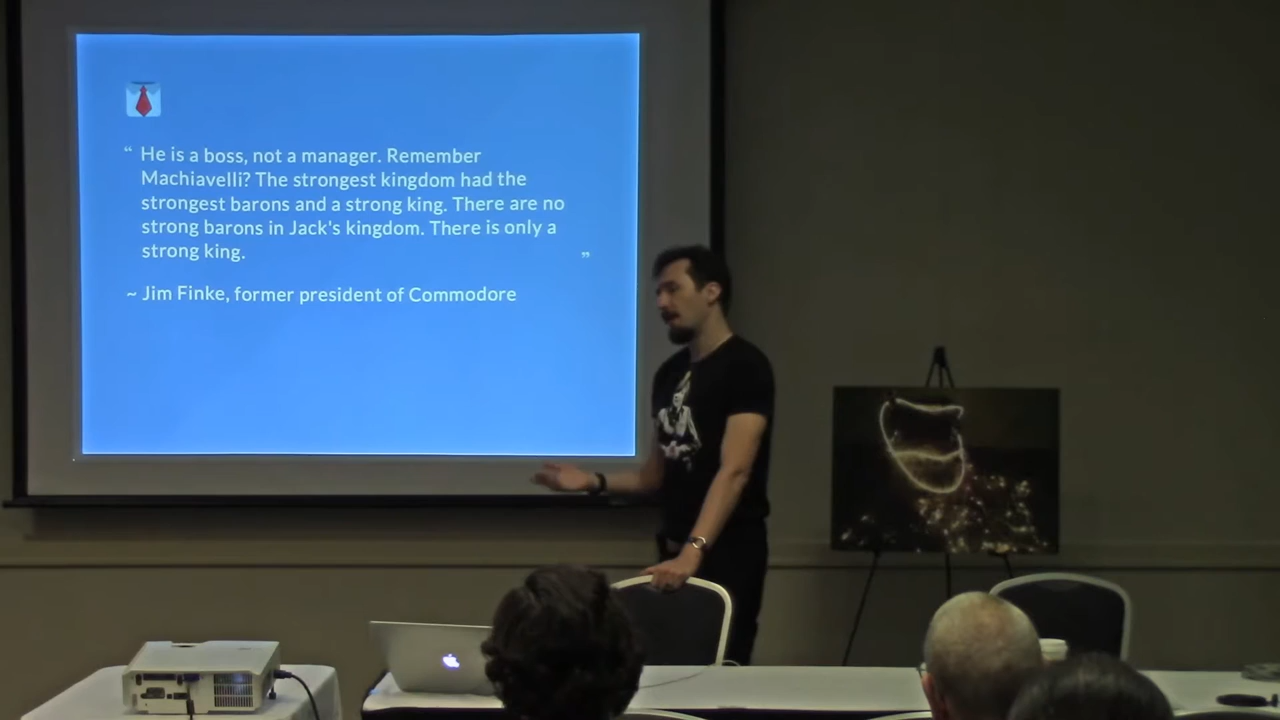 “ He is a boss, not a manager. Remember
Machiavelli? The strongest kingdom had the
strongest barons and a strong king. There are no
strong barons in Jack's kingdom. There is only a
strong king. ”
~ Jim Finke, former president of Commodore